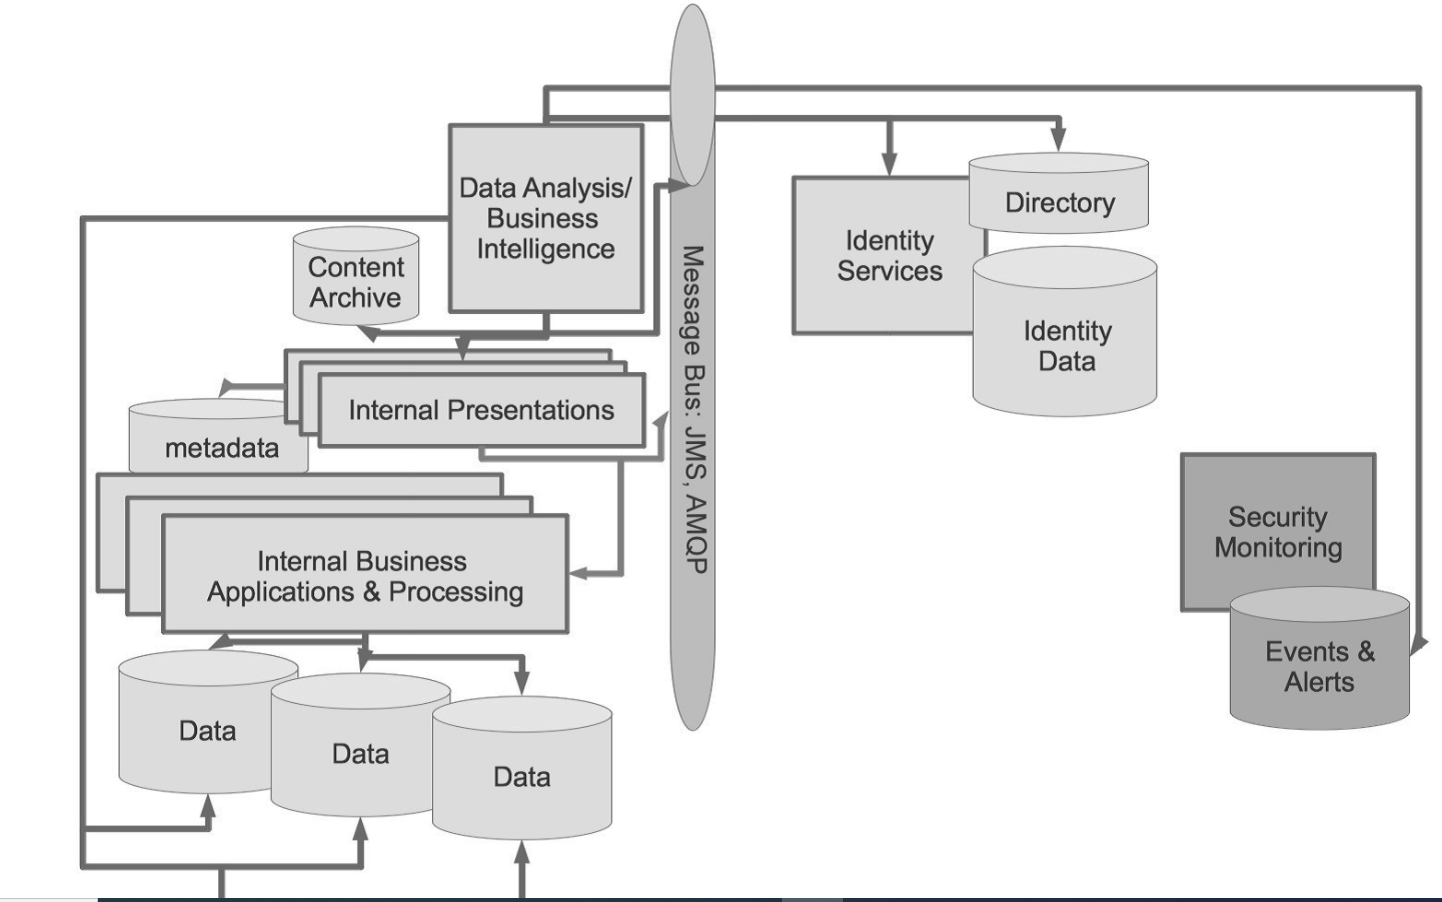 Data Analysis/
Business
Intelligence
Content
Archive
Internal Presentations
metadata
Internal Business
Applications & Processing
Data
Data
Data
Message Bus: JMS, AMQP
Identity
Services
Directory
Identity
Data
Security
Monitoring
Events &
Alerts